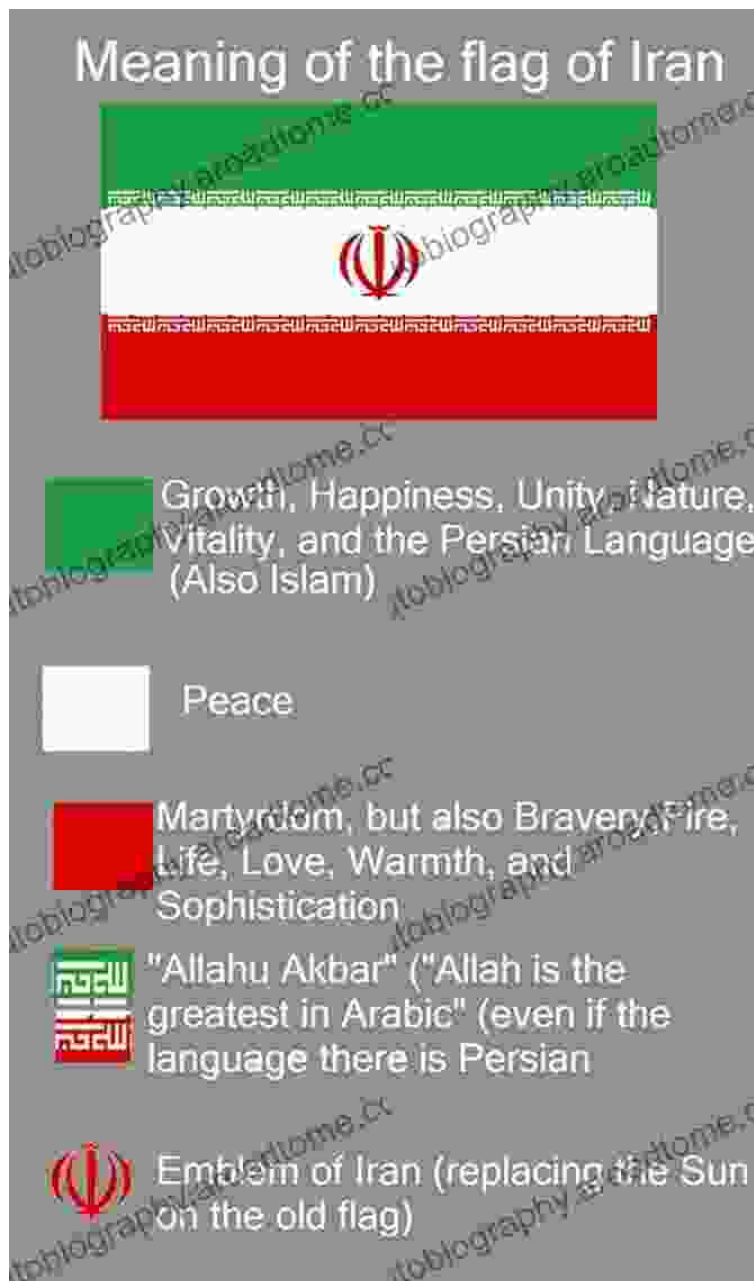 Meaning of the flag of Iran
Growth, Happiness, Unity, Nature,
Vitality, and the Persian Language
(Also Islam)
Peace
Martyrdom, but also Bravery, Fire,
Life, Love, Warmth, and
Sophistication
"Allahu Akbar" ("Allah is the
greatest in Arabic" (even if the
language there is Persian
Emblem of Iran (replacing the Sun
on the old flag)